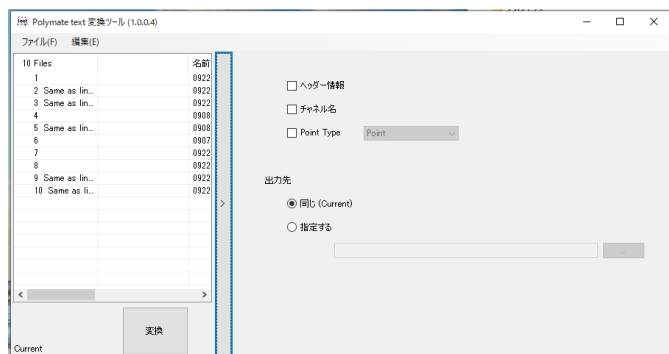 Polymate text 変換ツール (1.0.0.4)
ファイル(F) 編集(E)
10 Files 名前
1 0922
2 Same as lin... 0922
3 Same as lin... 0922
4 0908
5 Same as lin... 0908
6 0907
7 0922
8 0922
9 Same as lin... 0922
10 Same as li... 0922
ヘッダー情報
チャネル名
Point Type Point
出力先
同じ (Current)
指定する
...
変換
Current